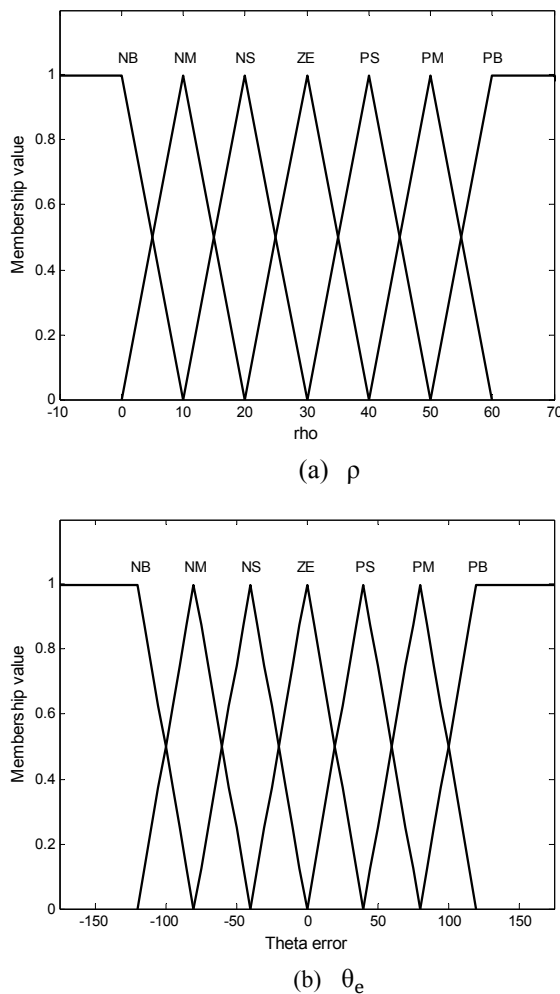 NB NM NS ZE PS PM PB
1
0.8
0.6
0.4
0.2
0
Membership value
-10 0 10 20 30 40 50 60 70
rho
(a) ρ
NB NM NS ZE PS PM PB
1
0.8
0.6
0.4
0.2
0
Membership value
-150 -100 -50 0 50 100 150
Theta error
(b) θe